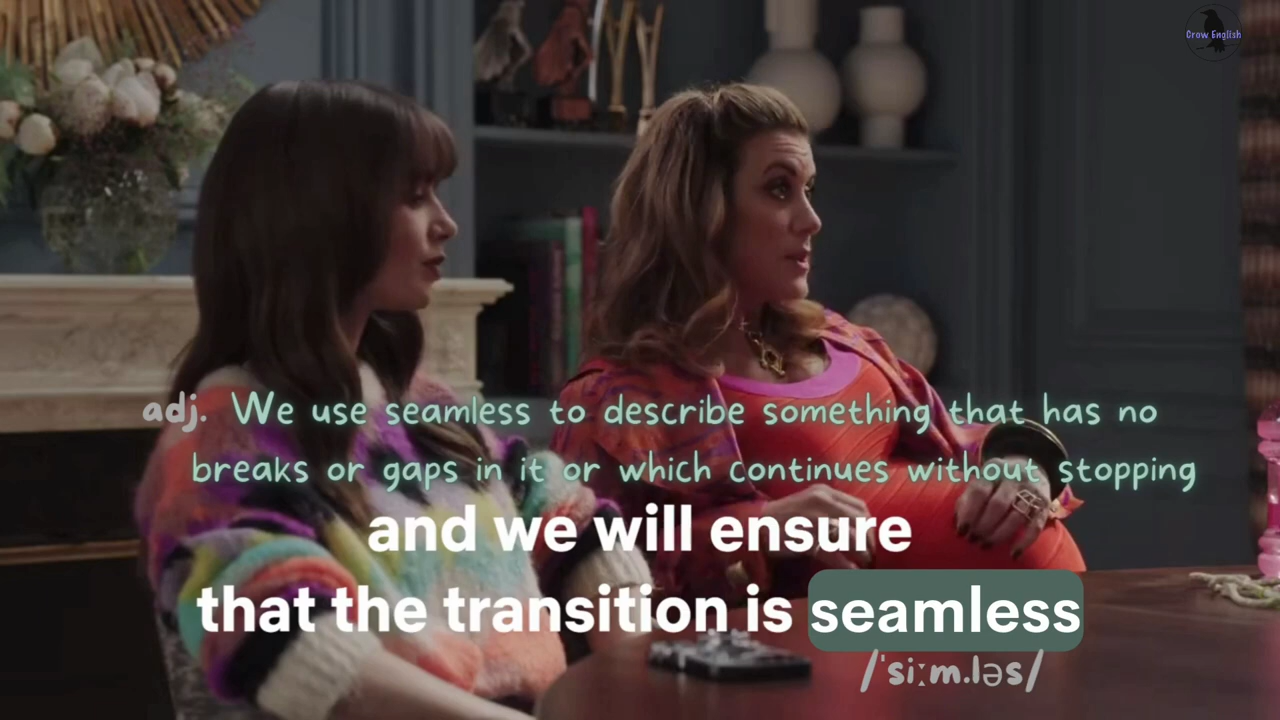 Crow English
adj. We use seamless to describe something that has no
breaks or gaps in it or which continues without stopping
and we will ensure
that the transition is seamless
/ˈsiːm.ləs/